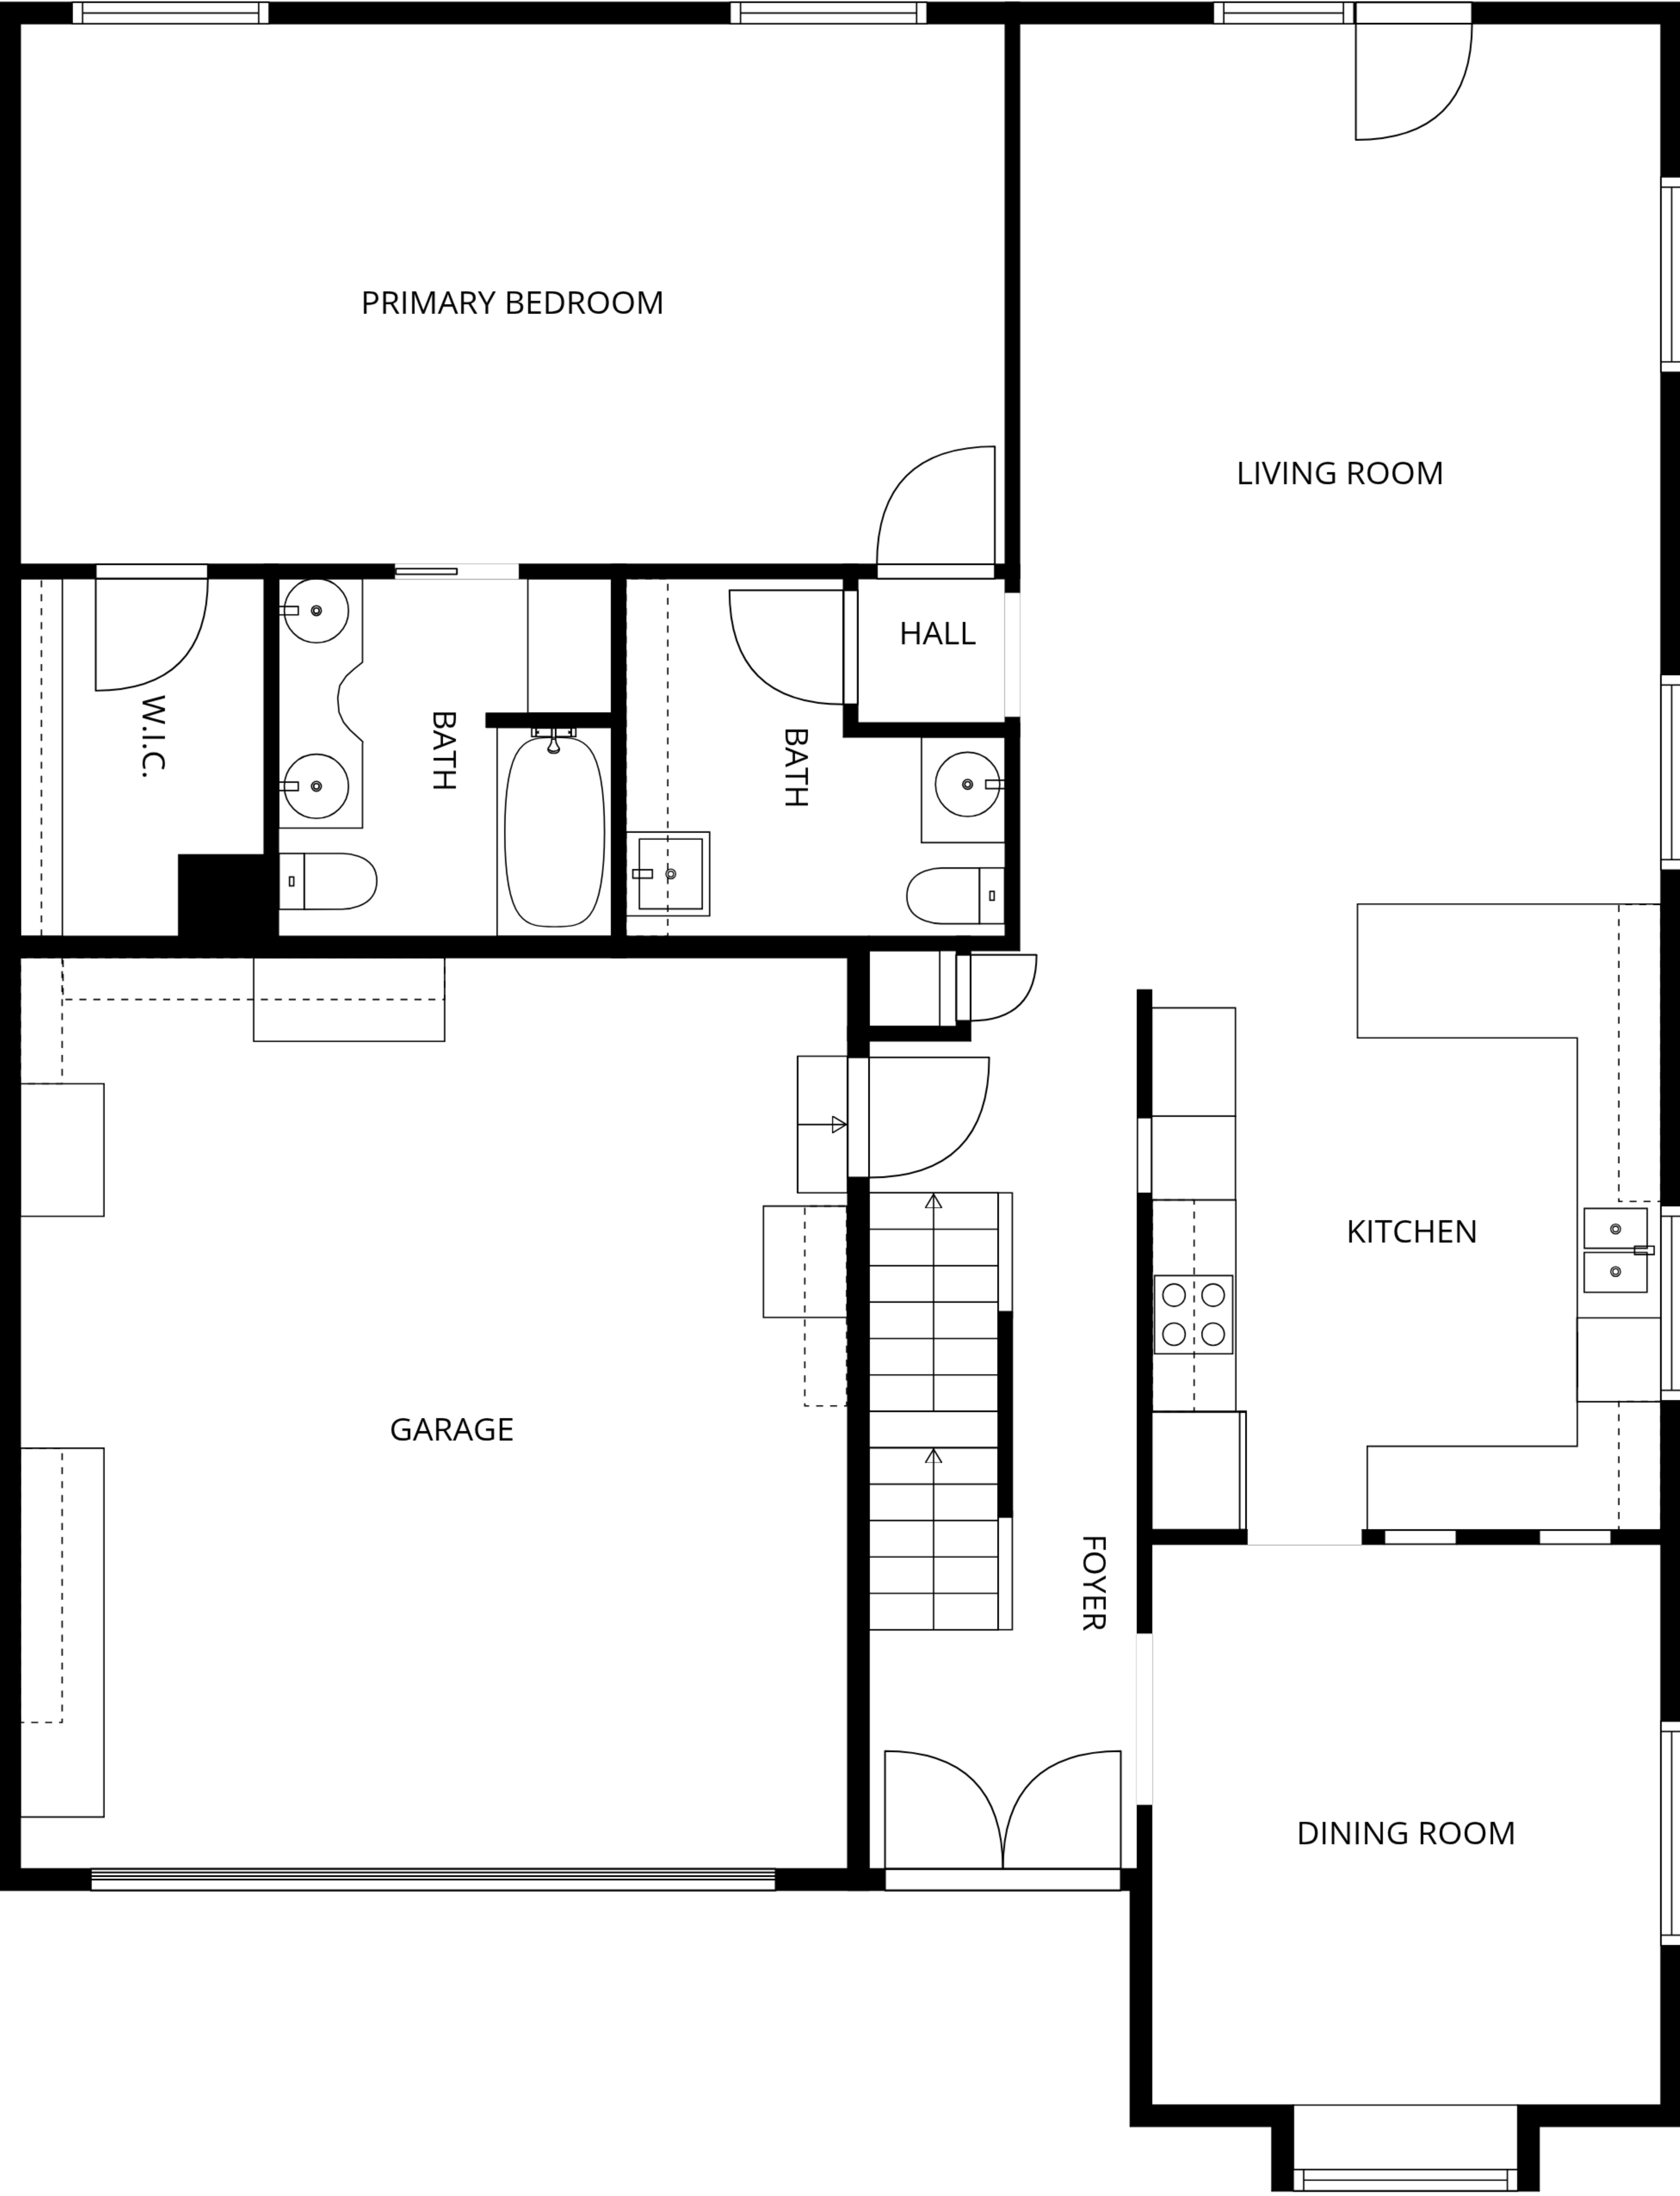 PRIMARY BEDROOM
LIVING ROOM
HALL
W.I.C.
BATH
BATH
KITCHEN
GARAGE
FOYER
DINING ROOM